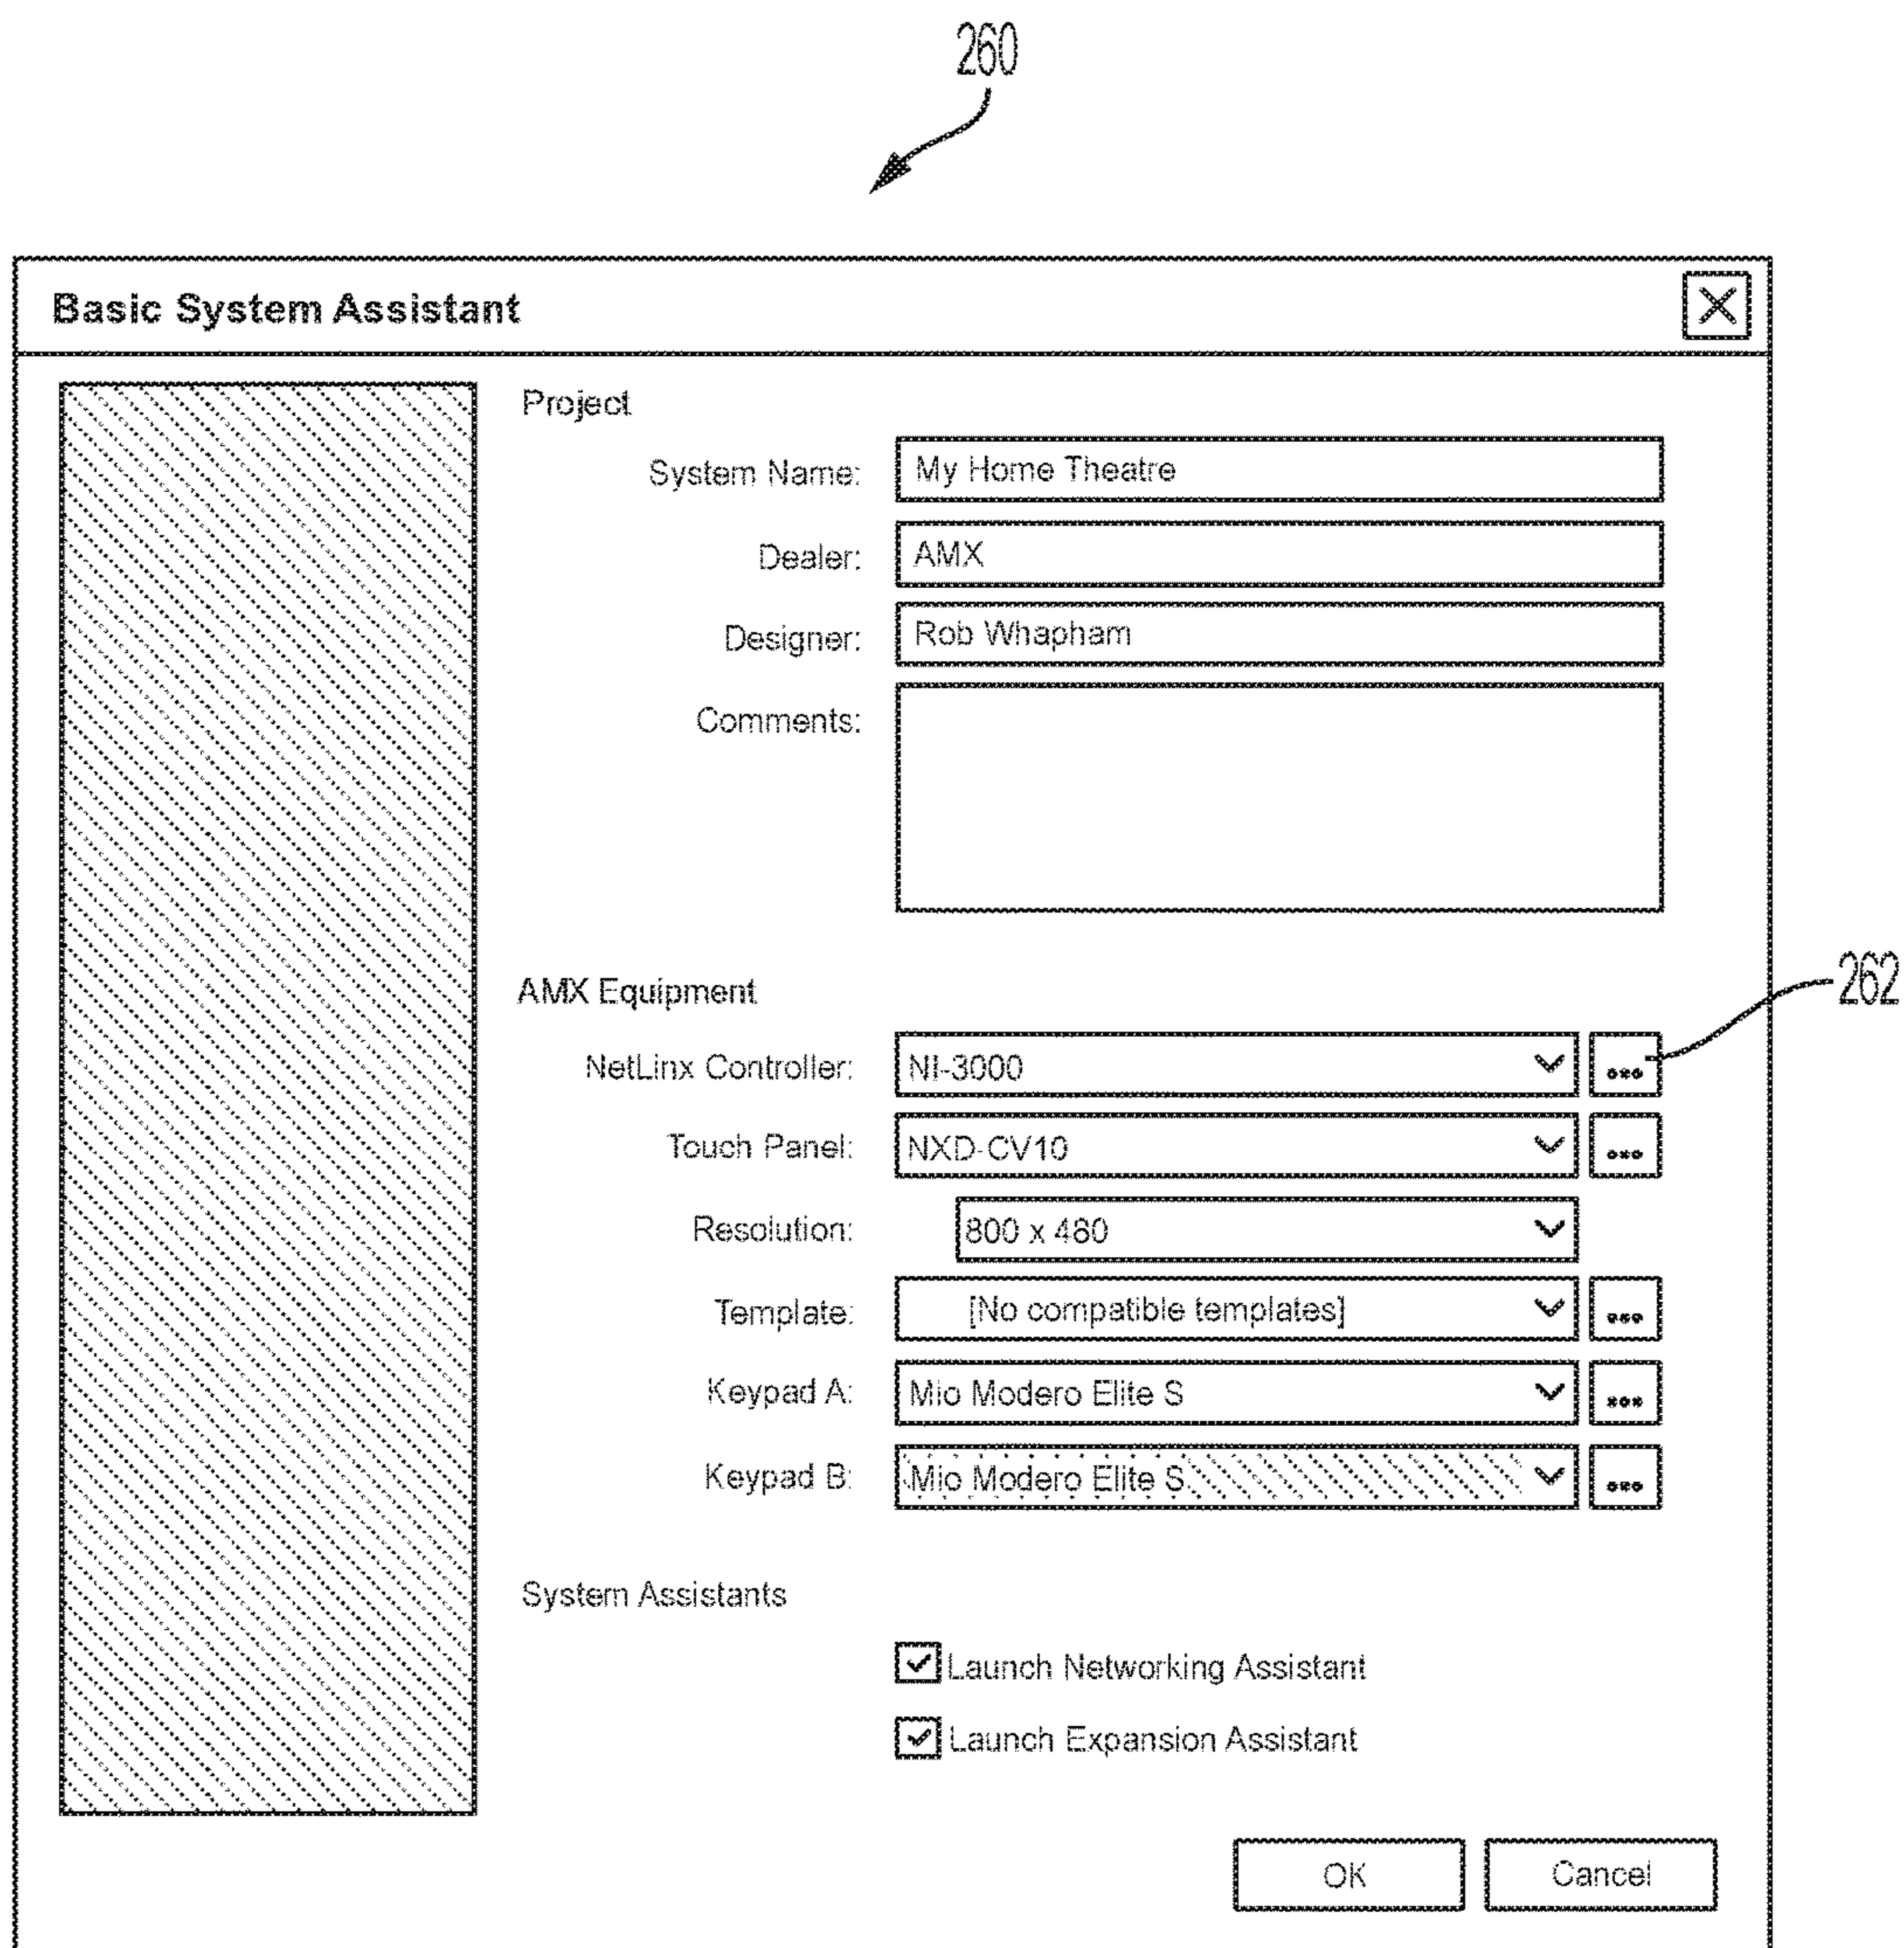 260
Basic System Assistant
Project
System Name: My Home Theatre
Dealer: AMX
Designer: Rob Whapham
Comments:
AMX Equipment
262
NetLinx Controller: NI-3000 ...
Touch Panel: NXD-CV10 ...
Resolution: 800 x 480
Template: [No compatible templates] ...
Keypad A: Mio Modero Elite S ...
Keypad B: Mio Modero Elite S ...
System Assistants
Launch Networking Assistant
Launch Expansion Assistant
OK Cancel